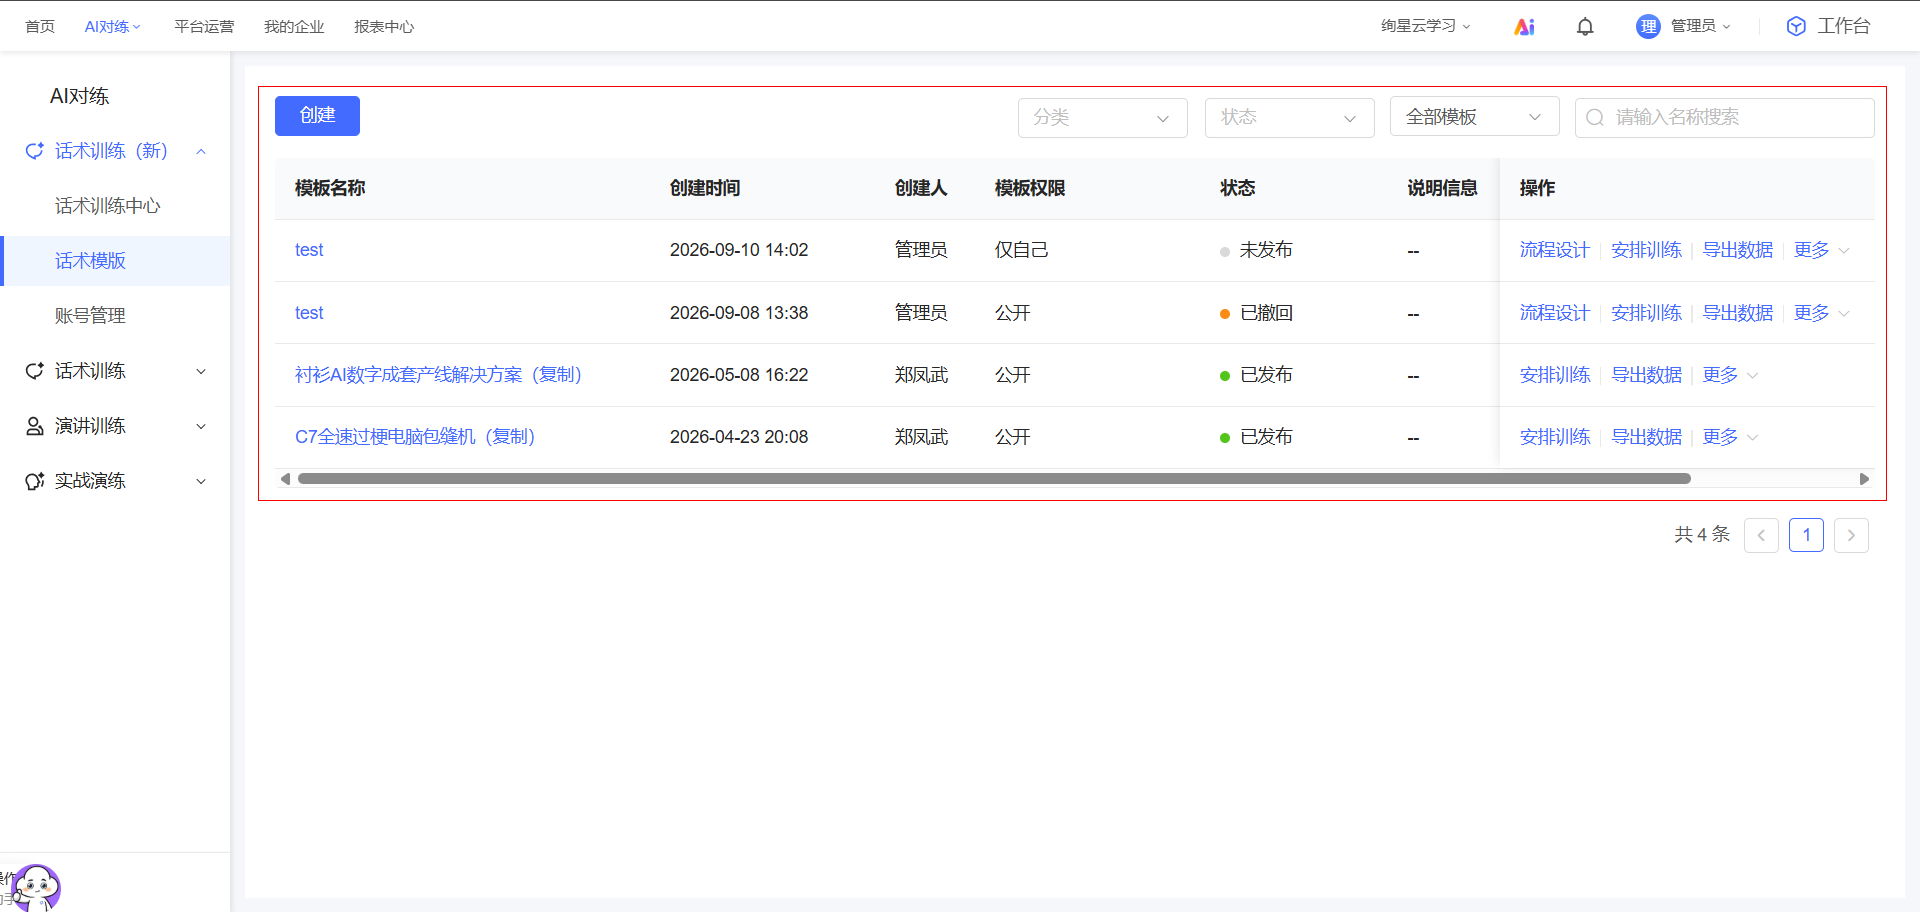 首页 AI对练 平台运营 我的企业 报表中心 绚星云学习 Ai 理 管理员 工作台
AI对练
话术训练（新）
话术训练中心
话术模版
账号管理
话术训练
演讲训练
实战演练
创建 分类 状态 全部模板 请输入名称搜索
模板名称 创建时间 创建人 模板权限 状态 说明信息 操作
test 2026-09-10 14:02 管理员 仅自己 未发布 -- 流程设计 安排训练 导出数据 更多
test 2026-09-08 13:38 管理员 公开 已撤回 -- 流程设计 安排训练 导出数据 更多
衬衫AI数字成套产线解决方案（复制） 2026-05-08 16:22 郑凤武 公开 已发布 -- 安排训练 导出数据 更多
C7全速过梗电脑包缝机（复制） 2026-04-23 20:08 郑凤武 公开 已发布 -- 安排训练 导出数据 更多
共 4 条 1